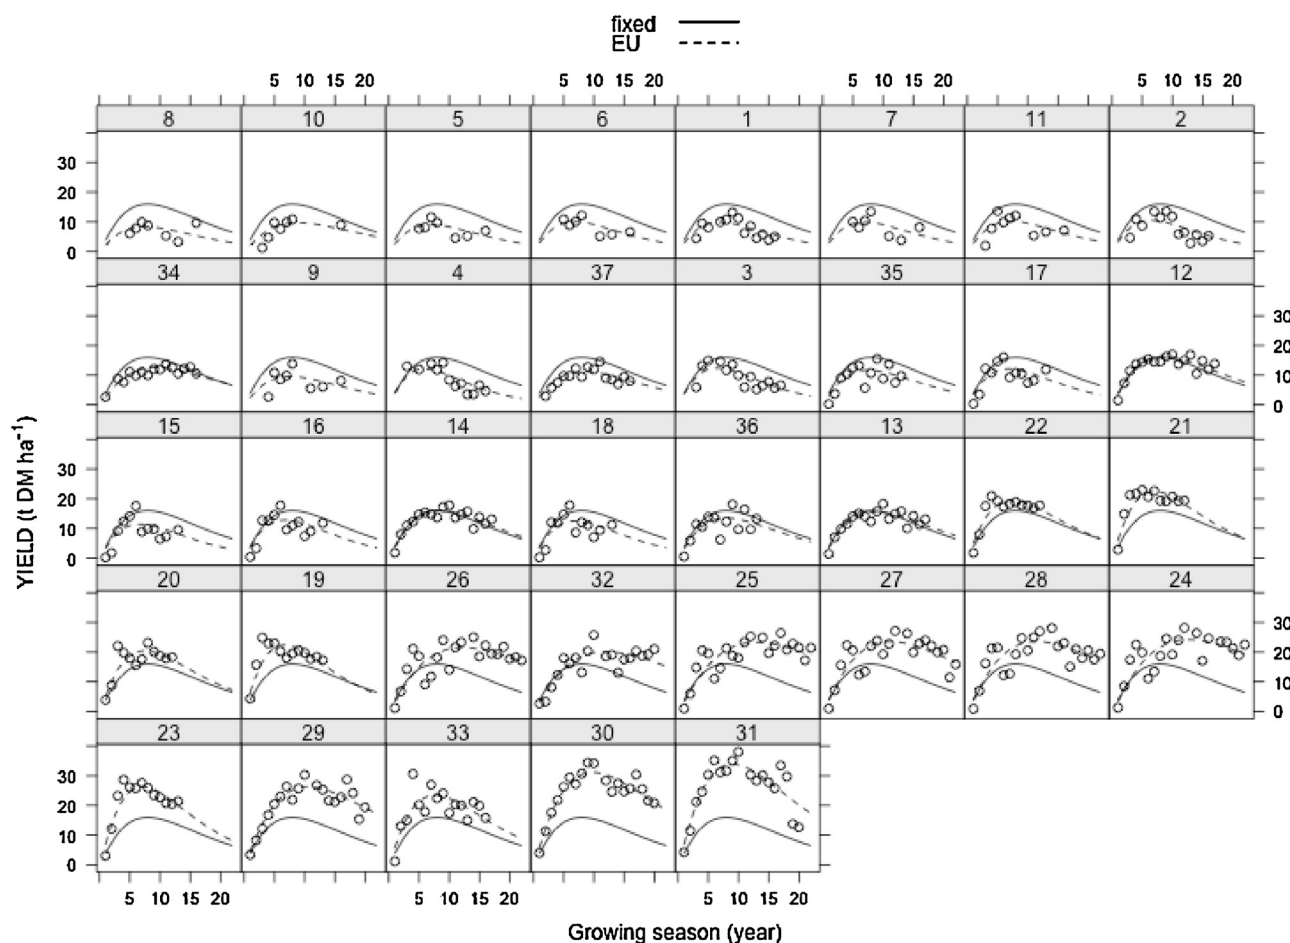 fixed
EU
5 10 15 20 5 10 15 20 5 10 15 20 5 10 15 20
8 10 5 6 1 7 11 2
30
20
10
0
34 9 4 37 3 35 17 12
30
20
10
0
15 16 14 18 36 13 22 21
30
20
10
0
20 19 26 32 25 27 28 24
30
20
10
0
23 29 33 30 31
30
20
10
0
5 10 15 20 5 10 15 20 5 10 15 20
YIELD (t DM ha⁻¹)
Growing season (year)